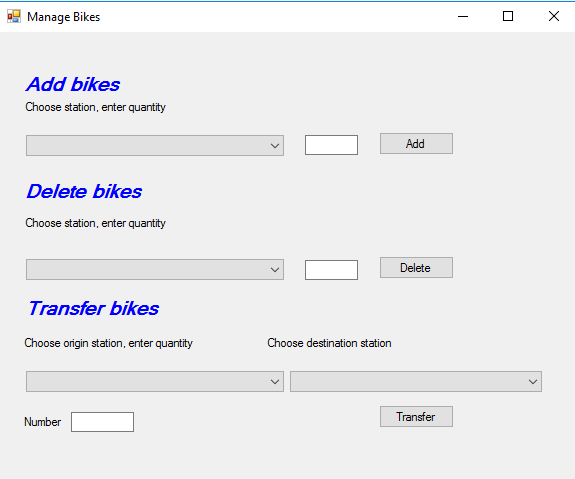 Manage Bikes
Add bikes
Choose station, enter quantity
Add
Delete bikes
Choose station, enter quantity
Delete
Transfer bikes
Choose origin station, enter quantity
Choose destination station
Number
Transfer